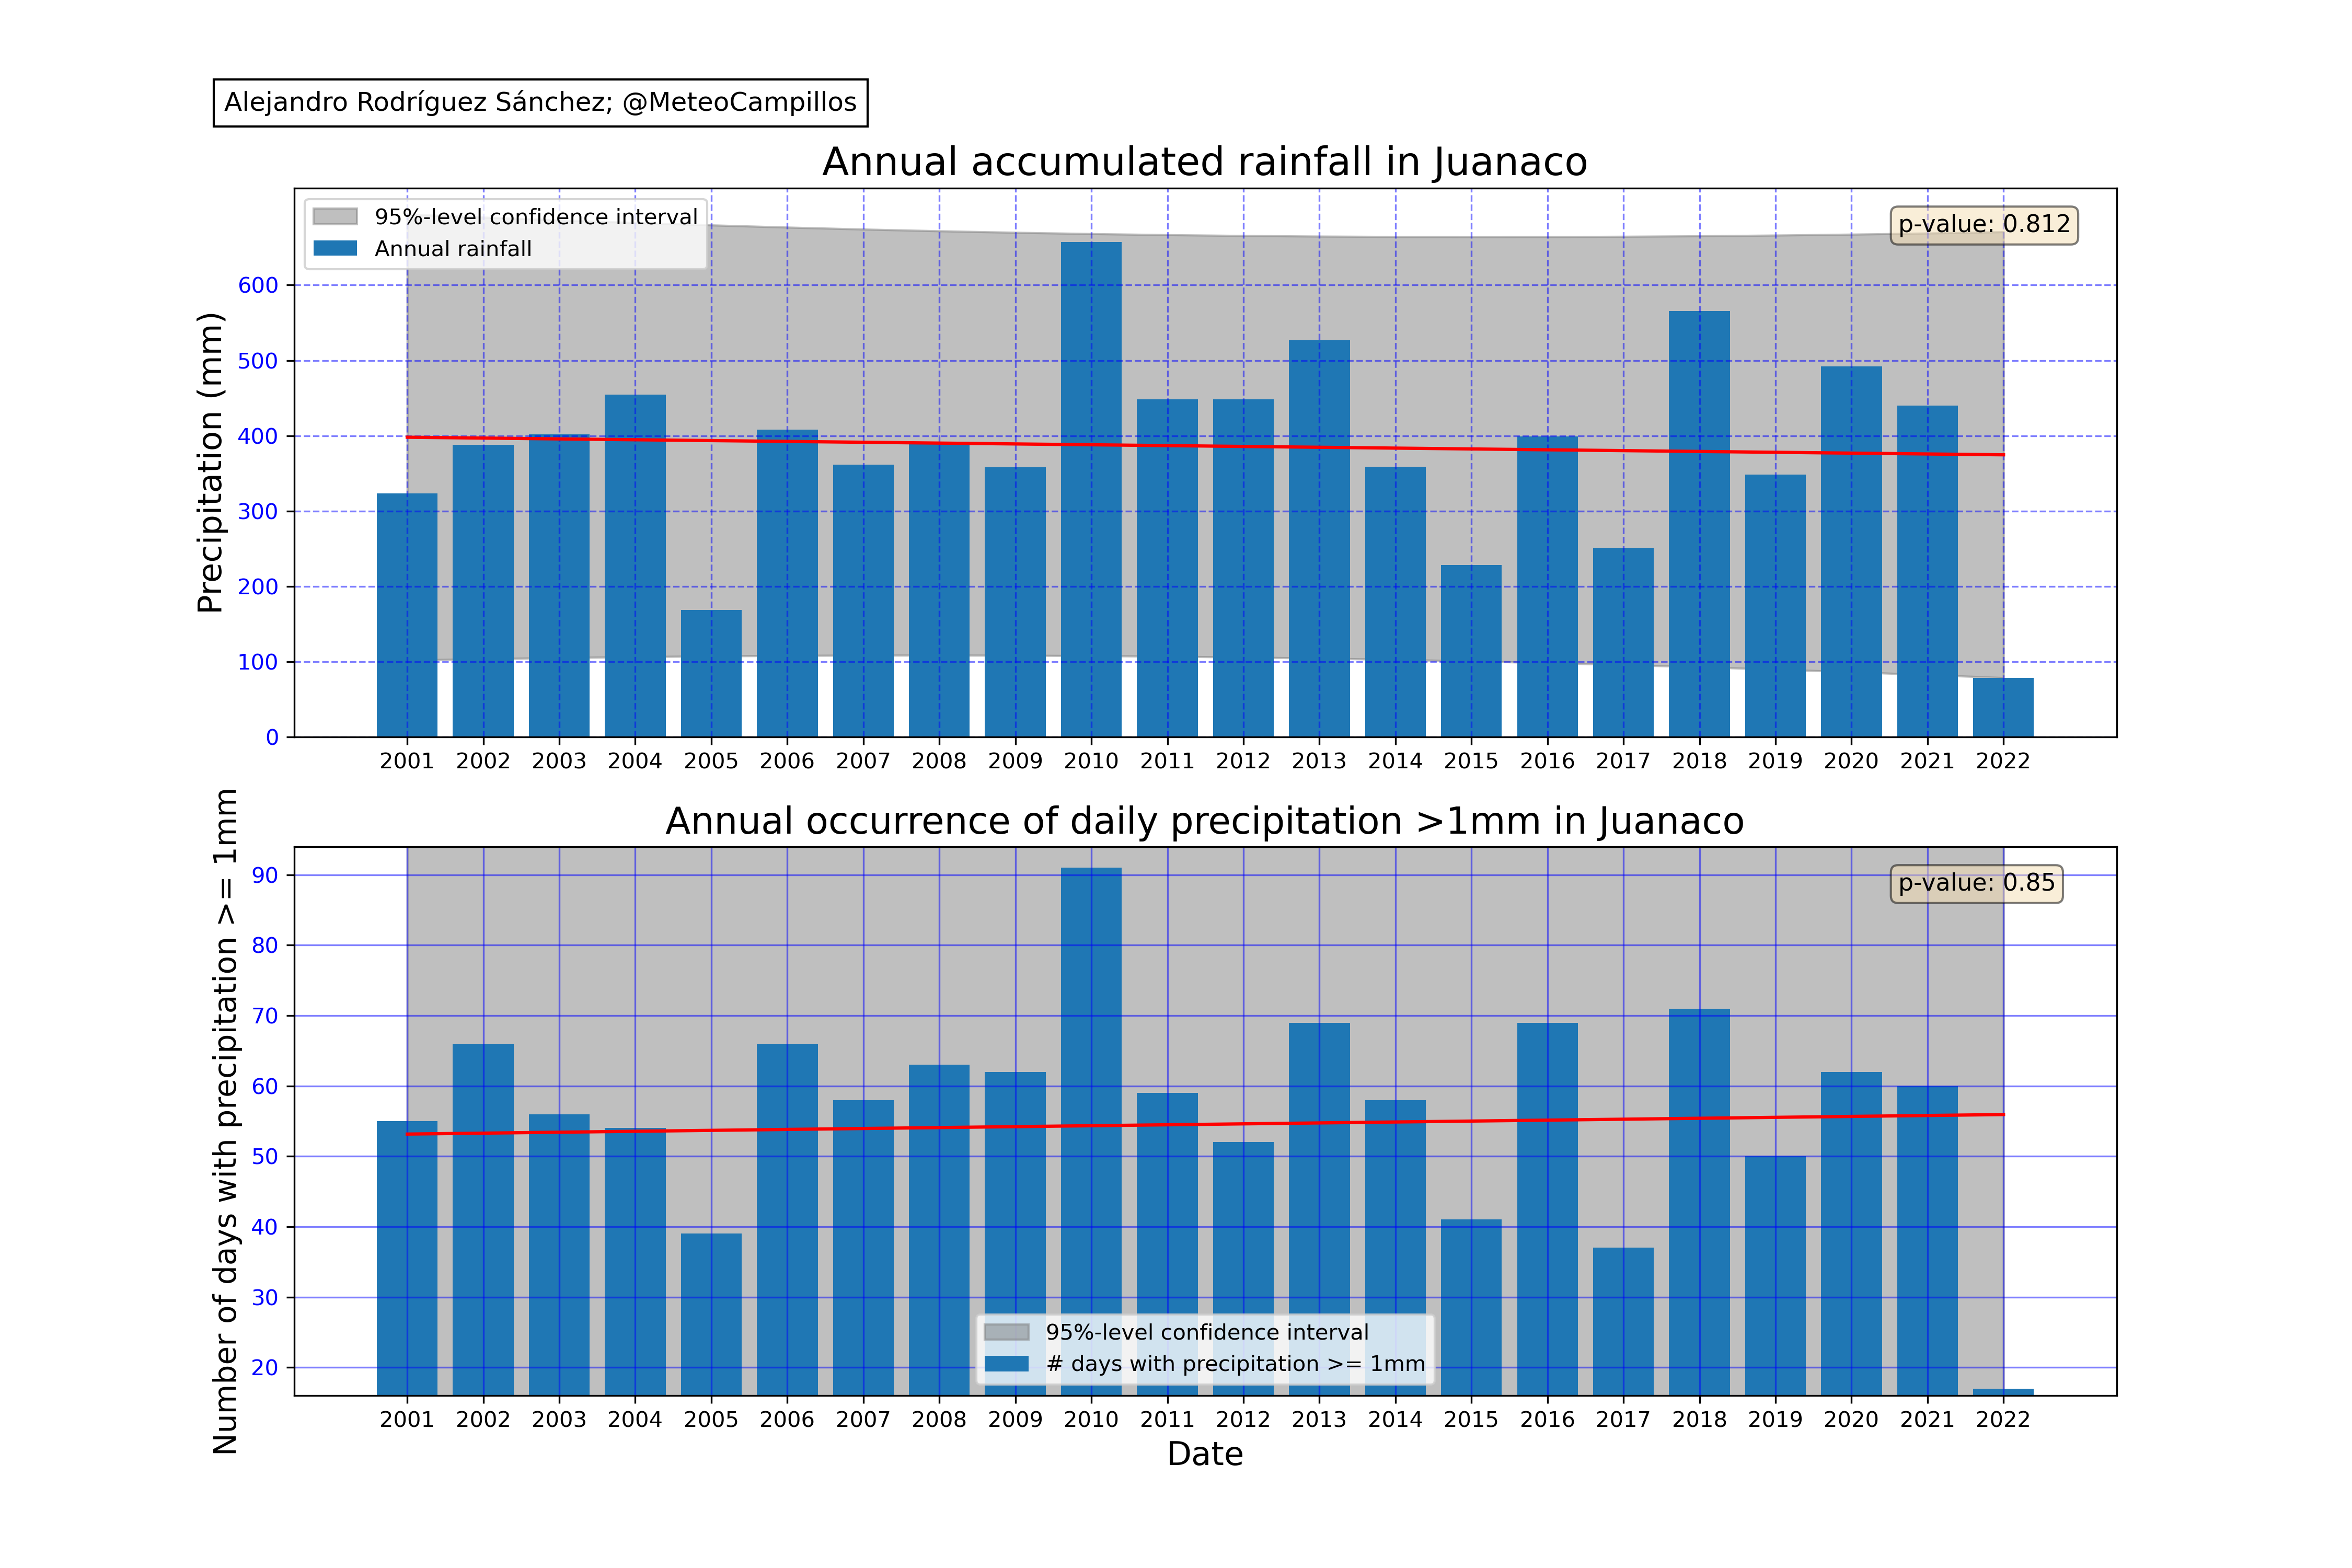 Alejandro Rodríguez Sánchez; @MeteoCampillos
Annual accumulated rainfall in Juanaco
95%-level confidence interval
Annual rainfall
p-value: 0.812
Precipitation (mm)
600
500
400
300
200
100
0
2001 2002 2003 2004 2005 2006 2007 2008 2009 2010 2011 2012 2013 2014 2015 2016 2017 2018 2019 2020 2021 2022
Annual occurrence of daily precipitation >1mm in Juanaco
p-value: 0.85
Number of days with precipitation >= 1mm
90
80
70
60
50
40
30
20
95%-level confidence interval
# days with precipitation >= 1mm
2001 2002 2003 2004 2005 2006 2007 2008 2009 2010 2011 2012 2013 2014 2015 2016 2017 2018 2019 2020 2021 2022
Date